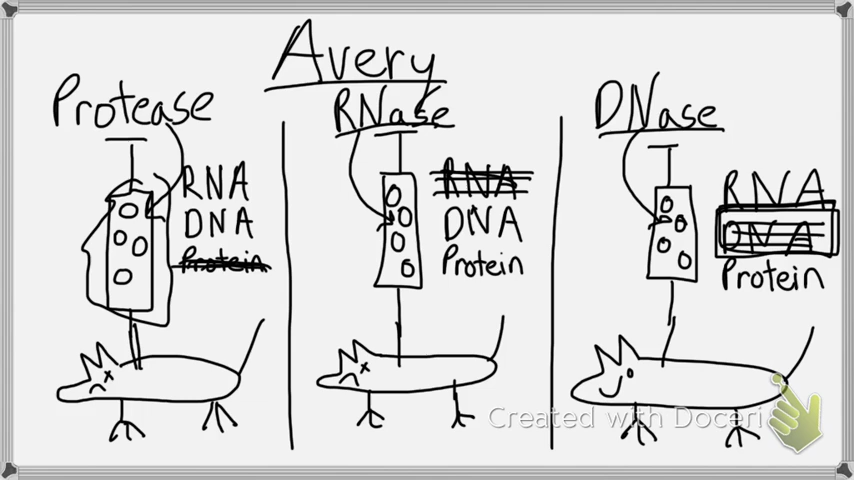 Avery
Protease
RNA
DNA
Protein
RNase
RNA
DNA
Protein
DNase
RNA
DNA
Protein
Created with Doceri